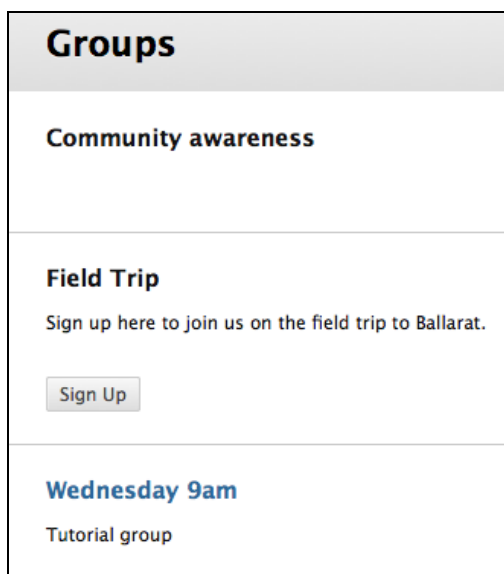 Groups
Community awareness
Field Trip
Sign up here to join us on the field trip to Ballarat.
Sign Up
Wednesday 9am
Tutorial group